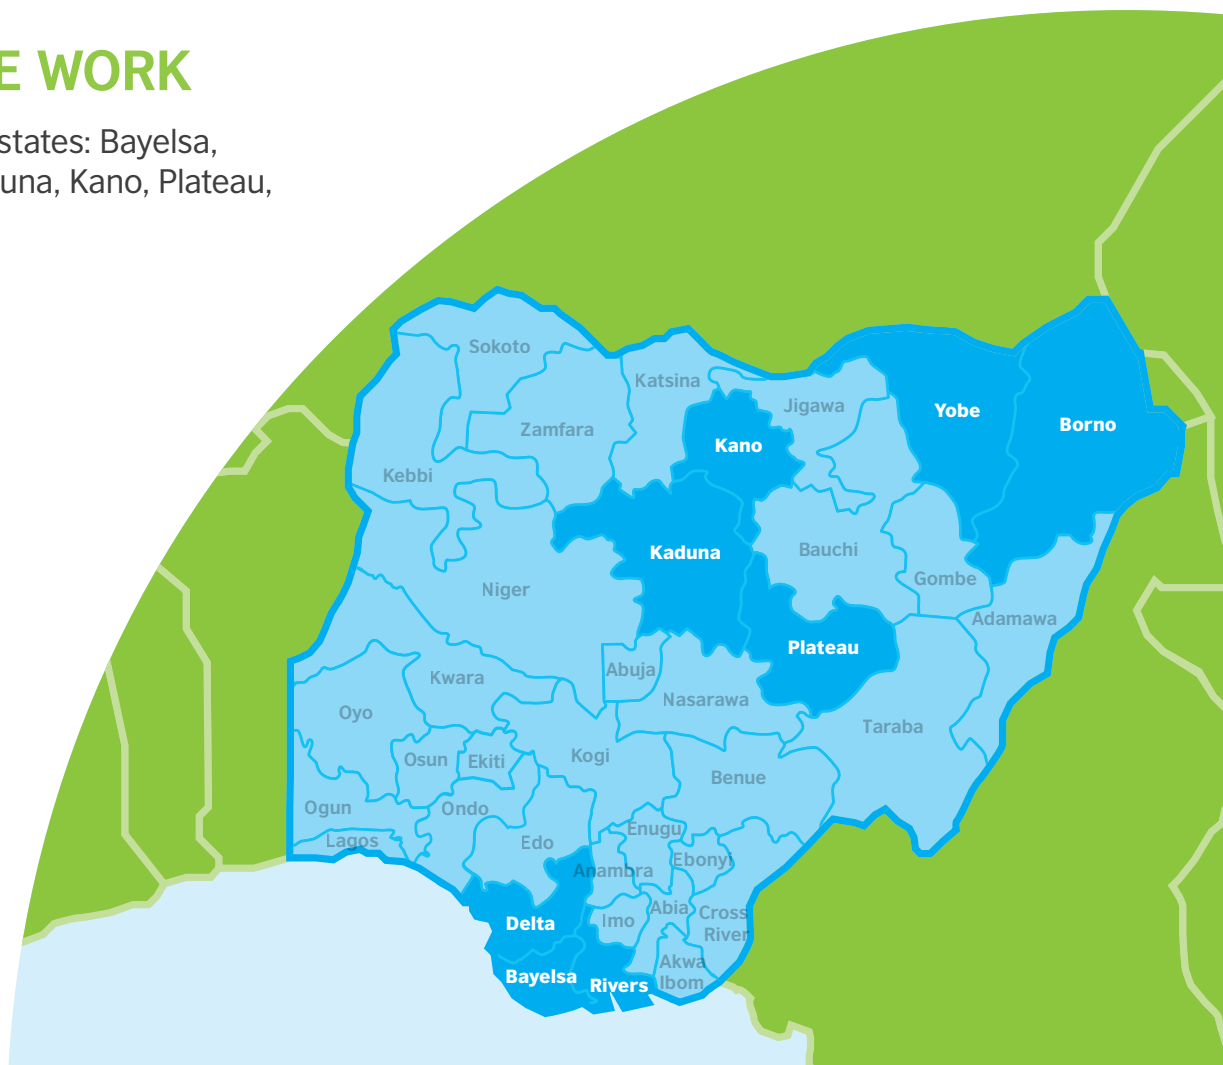 E WORK
states: Bayelsa,
una, Kano, Plateau,
Sokoto
Katsina
Jigawa
Yobe
Borno
Zamfara
Kano
Kebbi
Kaduna
Bauchi
Gombe
Niger
Adamawa
Plateau
Abuja
Kwara
Nasarawa
Oyo
Taraba
Kogi
Osun
Ekiti
Benue
Ogun
Ondo
Enugu
Lagos
Edo
Ebonyi
Anambra
Abia
Cross
River
Imo
Delta
Akwa
Ibom
Bayelsa
Rivers